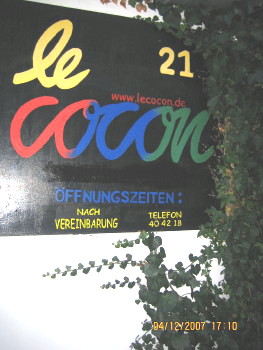 le 21
www.lecocon.de
cocon
ÖFFNUNGSZEITEN:
NACH TELEFON
VEREINBARUNG 40 42 18
04/12/2007 17:10